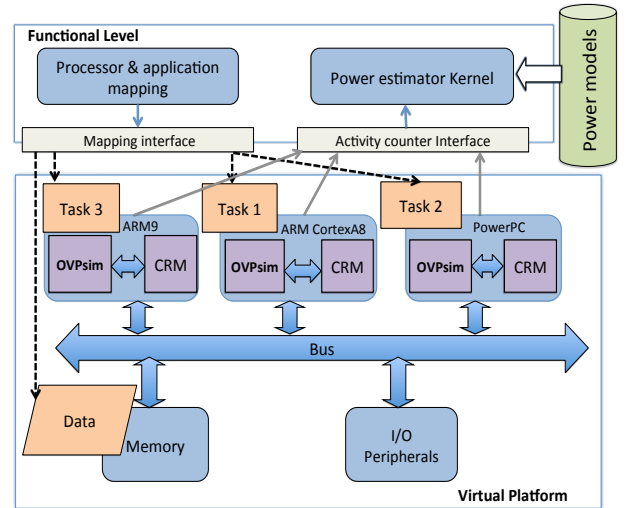 Functional Level
Processor & application
mapping
Power estimator Kernel
Power models
Mapping interface
Activity counter Interface
Task 3
Task 1
Task 2
ARM9
ARM CortexA8
PowerPC
OVPsim
CRM
OVPsim
CRM
OVPsim
CRM
Bus
Data
Memory
I/O
Peripherals
Virtual Platform